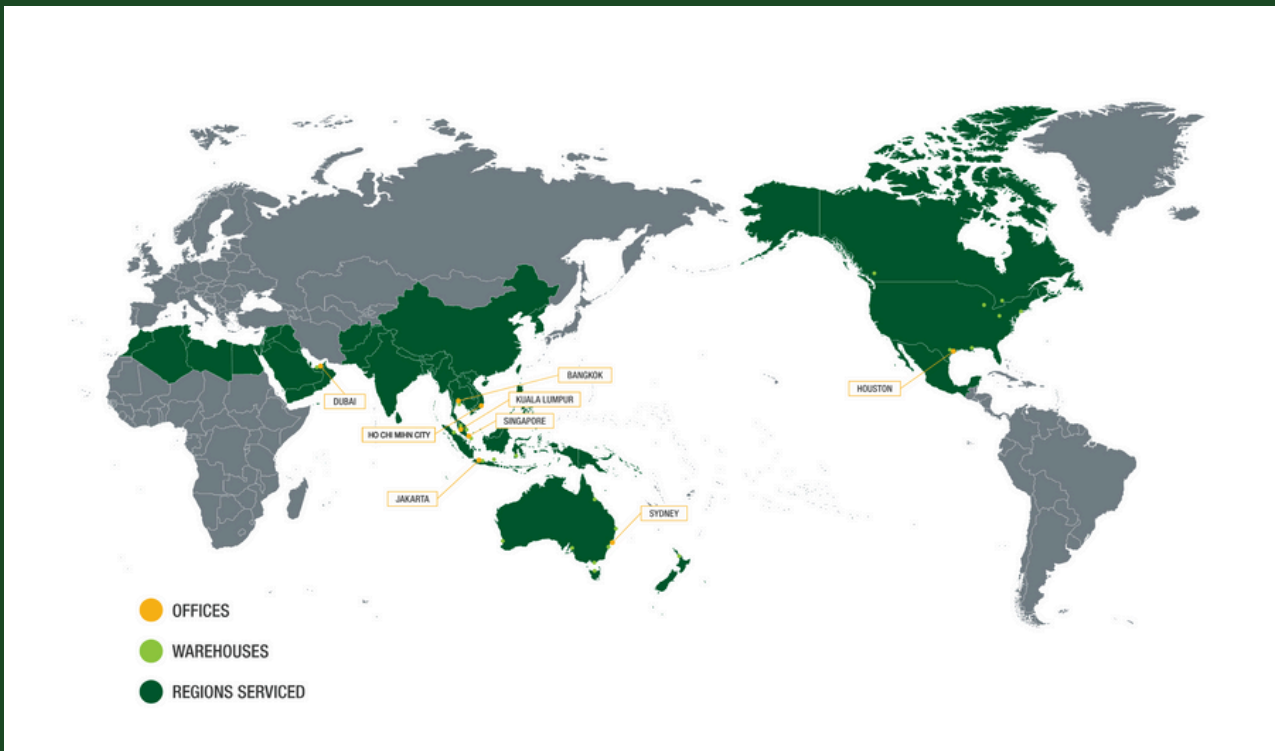 BANGKOK
DUBAI
KUALA LUMPUR
HOUSTON
SINGAPORE
HO CHI MIHN CITY
JAKARTA
SYDNEY
OFFICES
WAREHOUSES
REGIONS SERVICED